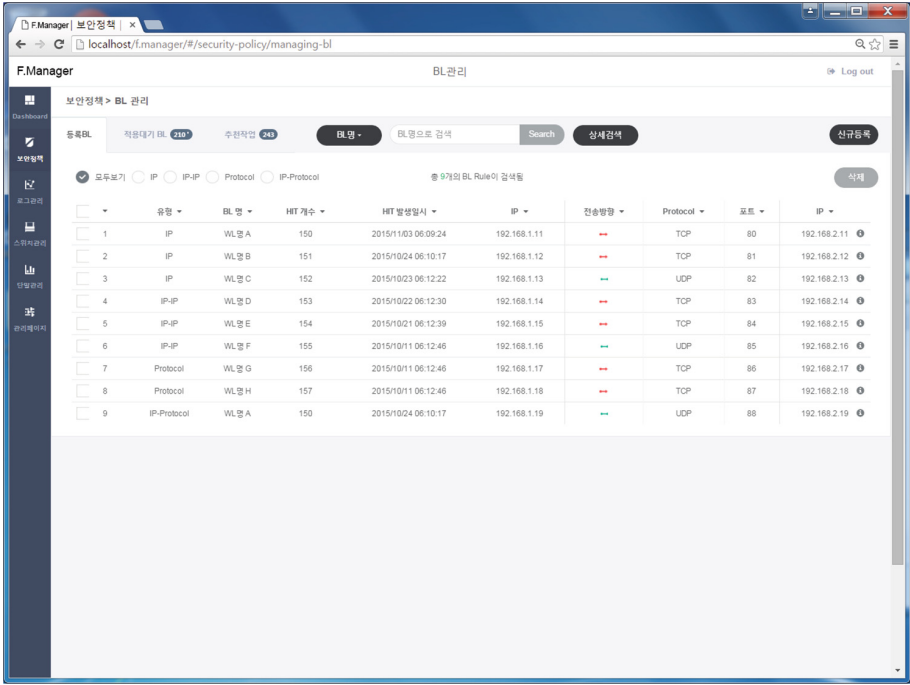 F.Manager| 보안정책 |
localhost/f.manager/#/security-policy/managing-bl
F.Manager BL관리 Log out
보안정책 > BL 관리
Dashboard
보안정책
로그관리
스위치관리
단말관리
관리페이지
등록BL 적용대기 BL 210+ 추천작업 243 BL명 BL명으로 검색 Search 상세검색 신규등록
모두보기 IP IP-IP Protocol IP-Protocol 총 9개의 BL Rule이 검색됨 삭제
유형 BL 명 HIT 개수 HIT 발생일시 IP 전송방향 Protocol 포트 IP
1 IP WL명 A 150 2015/11/03 06:09:24 192.168.1.11 TCP 80 192.168.2.11
2 IP WL명 B 151 2015/10/24 06:10:17 192.168.1.12 TCP 81 192.168.2.12
3 IP WL명 C 152 2015/10/23 06:12:22 192.168.1.13 UDP 82 192.168.2.13
4 IP-IP WL명 D 153 2015/10/22 06:12:30 192.168.1.14 TCP 83 192.168.2.14
5 IP-IP WL명 E 154 2015/10/21 06:12:39 192.168.1.15 TCP 84 192.168.2.15
6 IP-IP WL명 F 155 2015/10/11 06:12:46 192.168.1.16 UDP 85 192.168.2.16
7 Protocol WL명 G 156 2015/10/11 06:12:46 192.168.1.17 TCP 86 192.168.2.17
8 Protocol WL명 H 157 2015/10/11 06:12:46 192.168.1.18 TCP 87 192.168.2.18
9 IP-Protocol WL명 A 150 2015/10/24 06:10:17 192.168.1.19 UDP 88 192.168.2.19